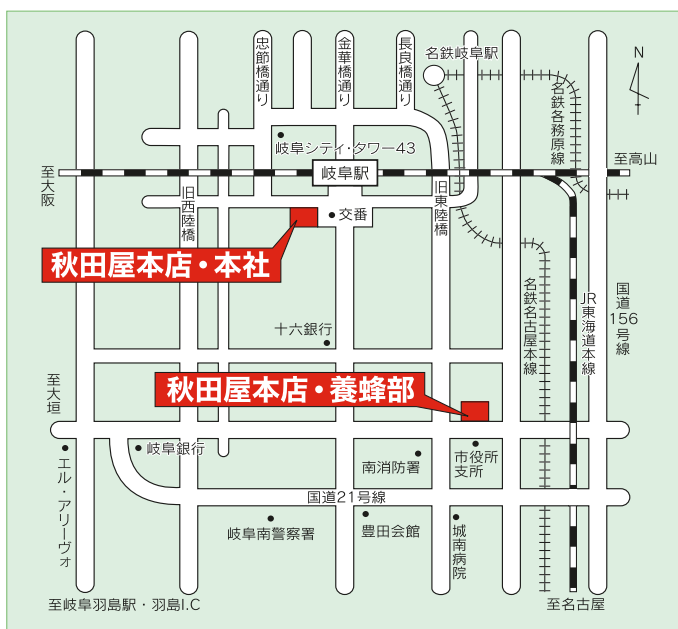 忠節橋通り
金華橋通り
長良橋通り
名鉄岐阜駅
N
名鉄各務原線
岐阜シティ・タワー43
至高山
至大阪
岐阜駅
旧西陸橋
交番
旧東陸橋
秋田屋本店・本社
名鉄名古屋本線
JR東海道本線
国道156号線
十六銀行
至大垣
秋田屋本店・養蜂部
岐阜銀行
エル・アリーヴォ
南消防署
市役所
支所
国道21号線
岐阜南警察署
豊田会館
城南病院
至岐阜羽島駅・羽島I.C
至名古屋